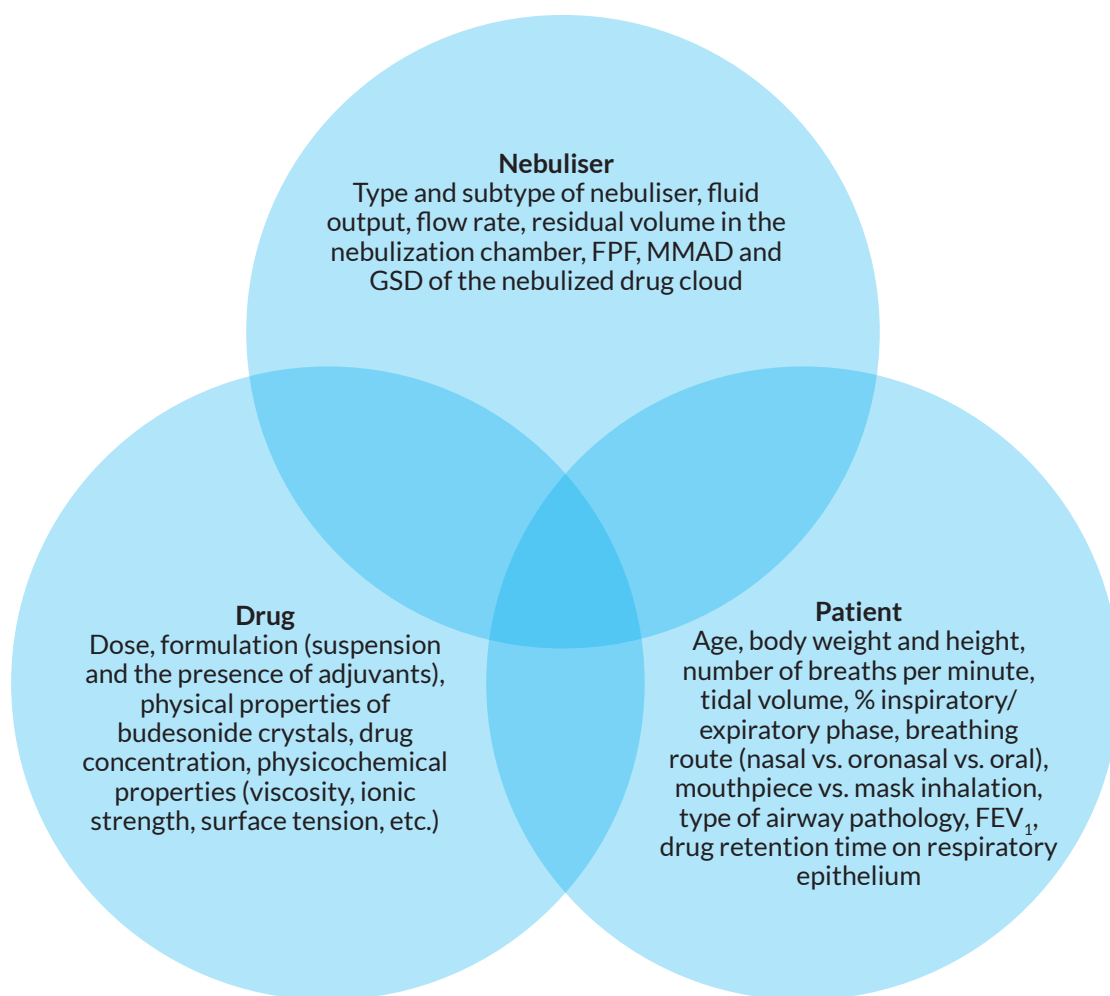 Nebuliser
Type and subtype of nebuliser, fluid
output, flow rate, residual volume in the
nebulization chamber, FPF, MMAD and
GSD of the nebulized drug cloud
Drug
Dose, formulation (suspension
and the presence of adjuvants),
physical properties of
budesonide crystals, drug
concentration, physicochemical
properties (viscosity, ionic
strength, surface tension, etc.)
Patient
Age, body weight and height,
number of breaths per minute,
tidal volume, % inspiratory/
expiratory phase, breathing
route (nasal vs. oronasal vs. oral),
mouthpiece vs. mask inhalation,
type of airway pathology, FEV₁,
drug retention time on respiratory
epithelium